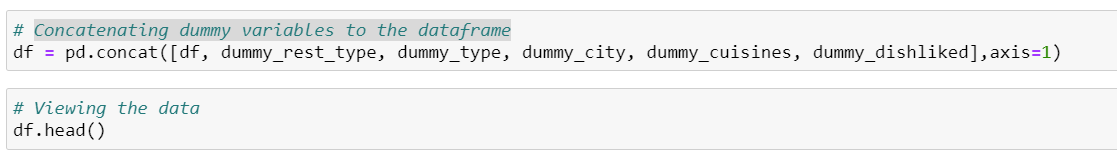 # Concatenating dummy variables to the dataframe
df = pd.concat([df, dummy_rest_type, dummy_type, dummy_city, dummy_cuisines, dummy_dishliked],axis=1)
# Viewing the data
df.head()